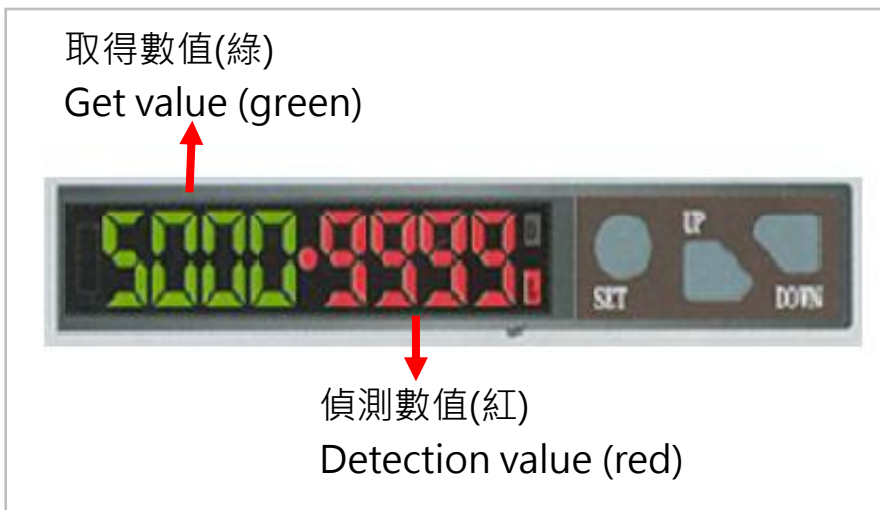 取得數值(綠)
Get value (green)
5000 9999 L
UP
SET
DOWN
偵測數值(紅)
Detection value (red)